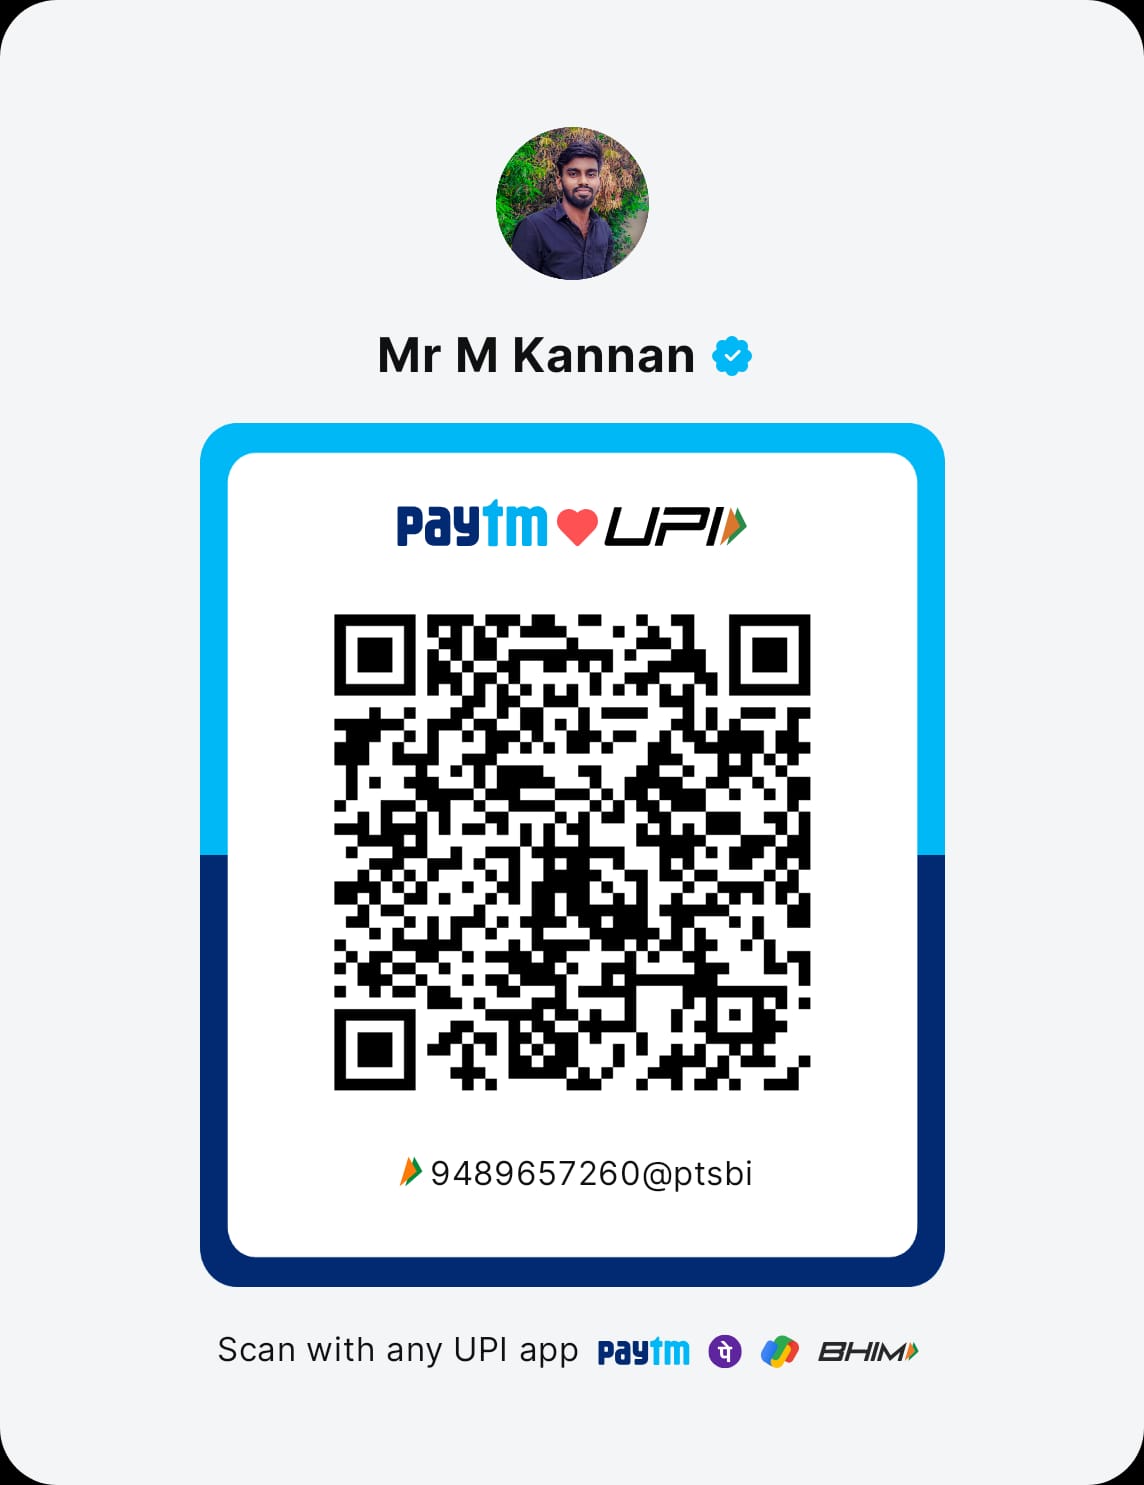 Mr M Kannan
paytm UPI
9489657260@ptsbi
Scan with any UPI app paytm पे BHIM